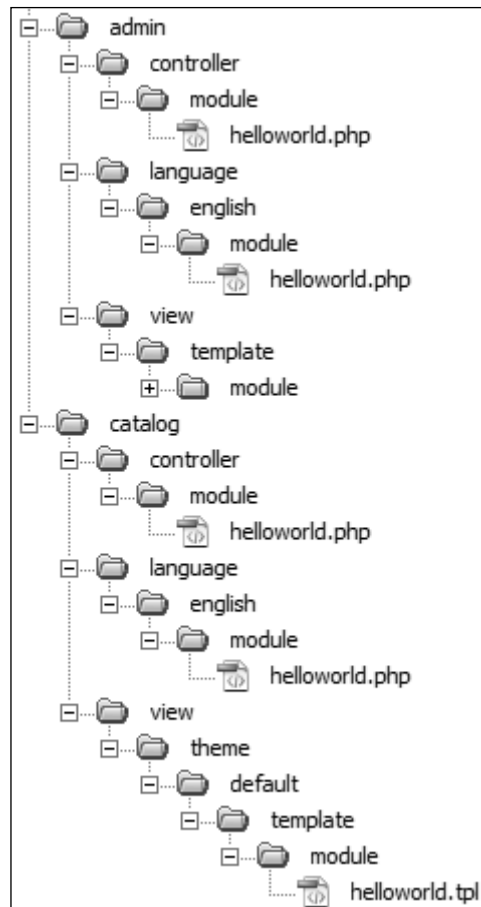 admin
controller
module
helloworld.php
language
english
module
helloworld.php
view
template
module
catalog
controller
module
helloworld.php
language
english
module
helloworld.php
view
theme
default
template
module
helloworld.tpl